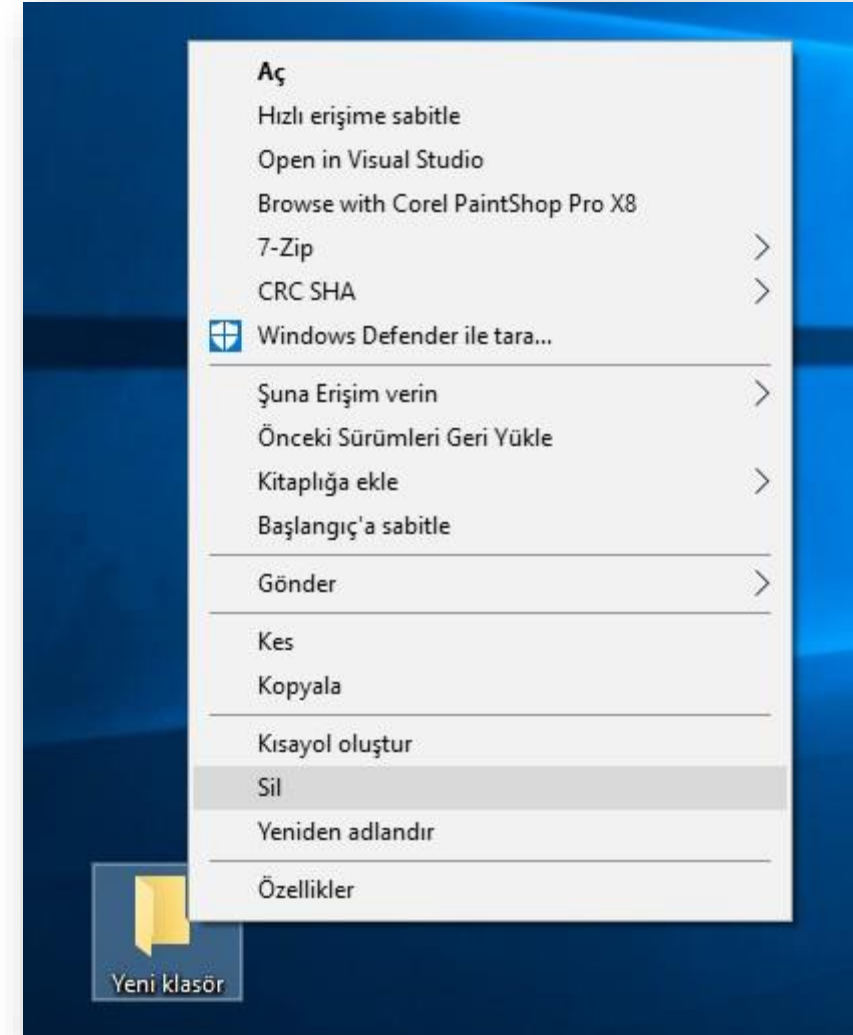 Aç
Hızlı erişime sabitle
Open in Visual Studio
Browse with Corel PaintShop Pro X8
7-Zip
CRC SHA
Windows Defender ile tara...
Şuna Erişim verin
Önceki Sürümleri Geri Yükle
Kitaplığa ekle
Başlangıç'a sabitle
Gönder
Kes
Kopyala
Kısayol oluştur
Sil
Yeniden adlandır
Özellikler
Yeni klasör